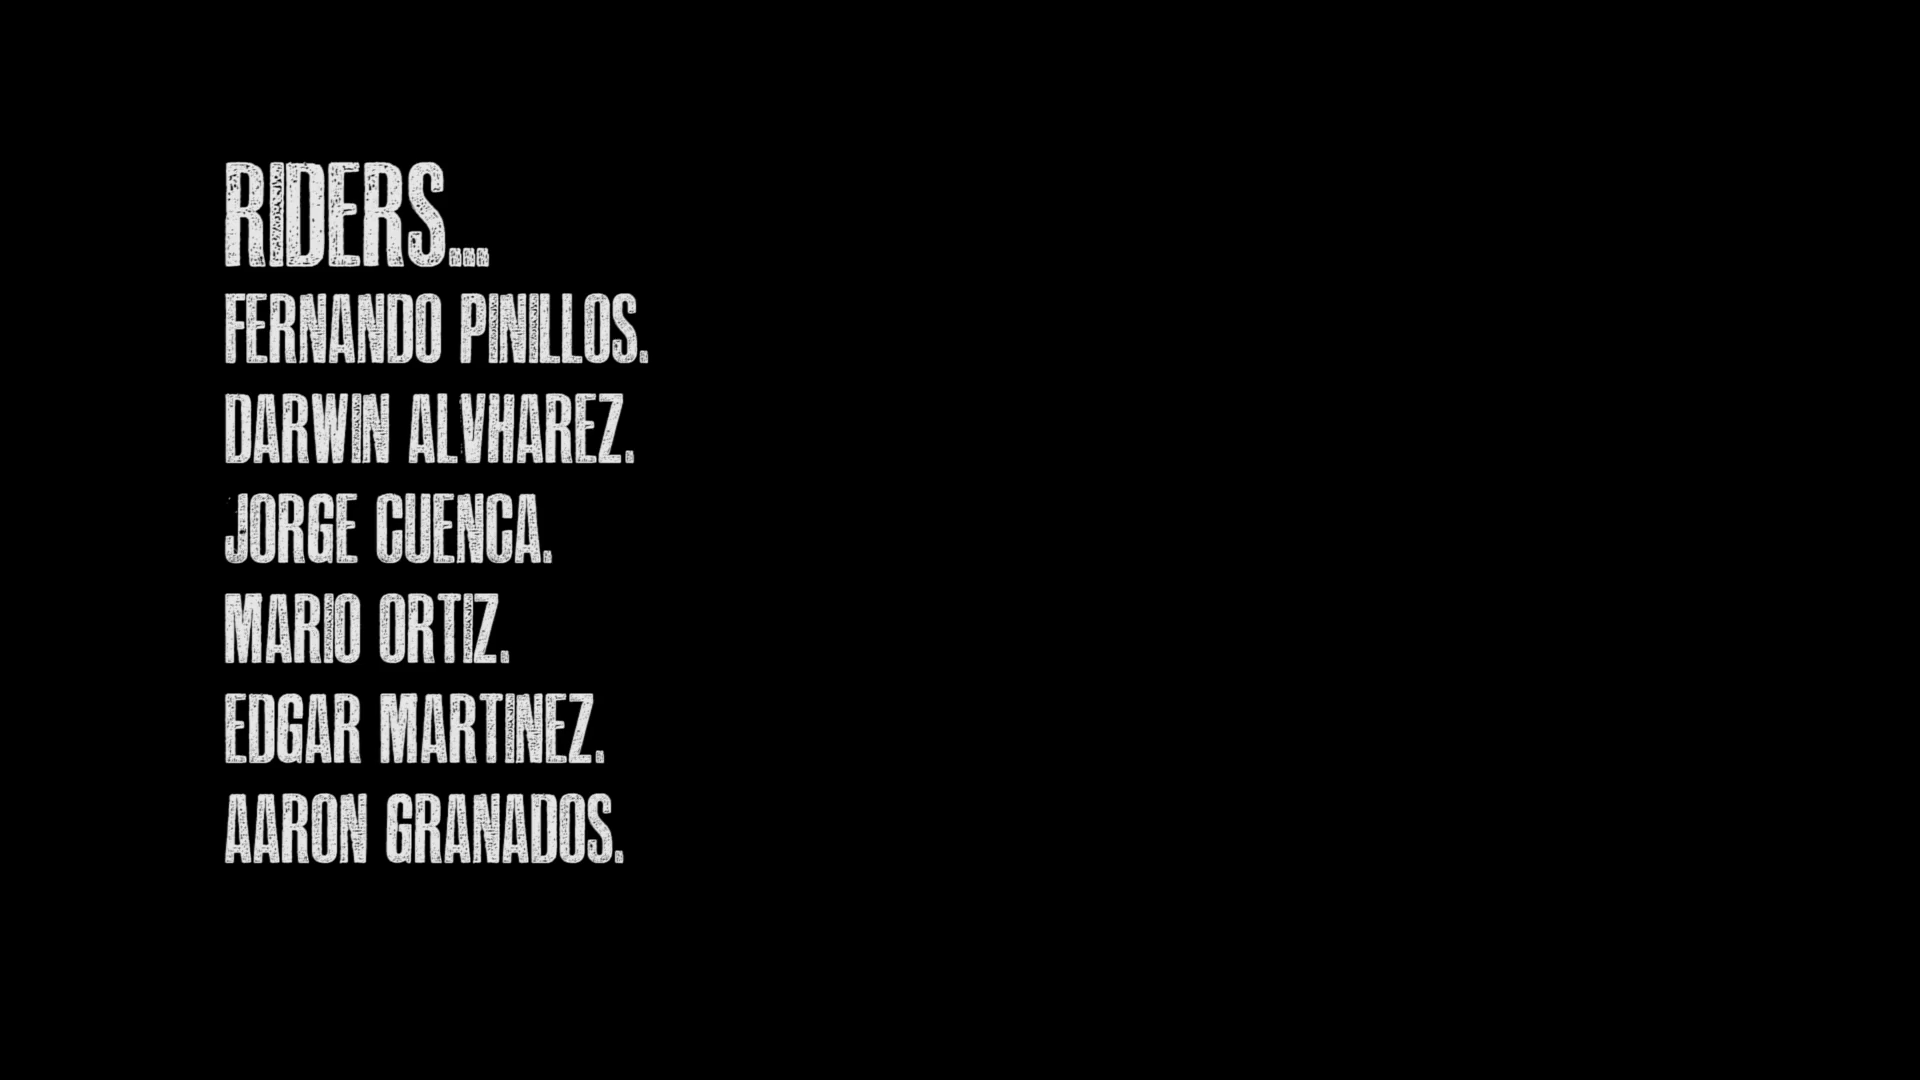 RIDERS...
FERNANDO PINILLOS.
DARWIN ALVHAREZ.
JORGE CUENCA.
MARIO ORTIZ.
EDGAR MARTINEZ.
AARON GRANADOS.